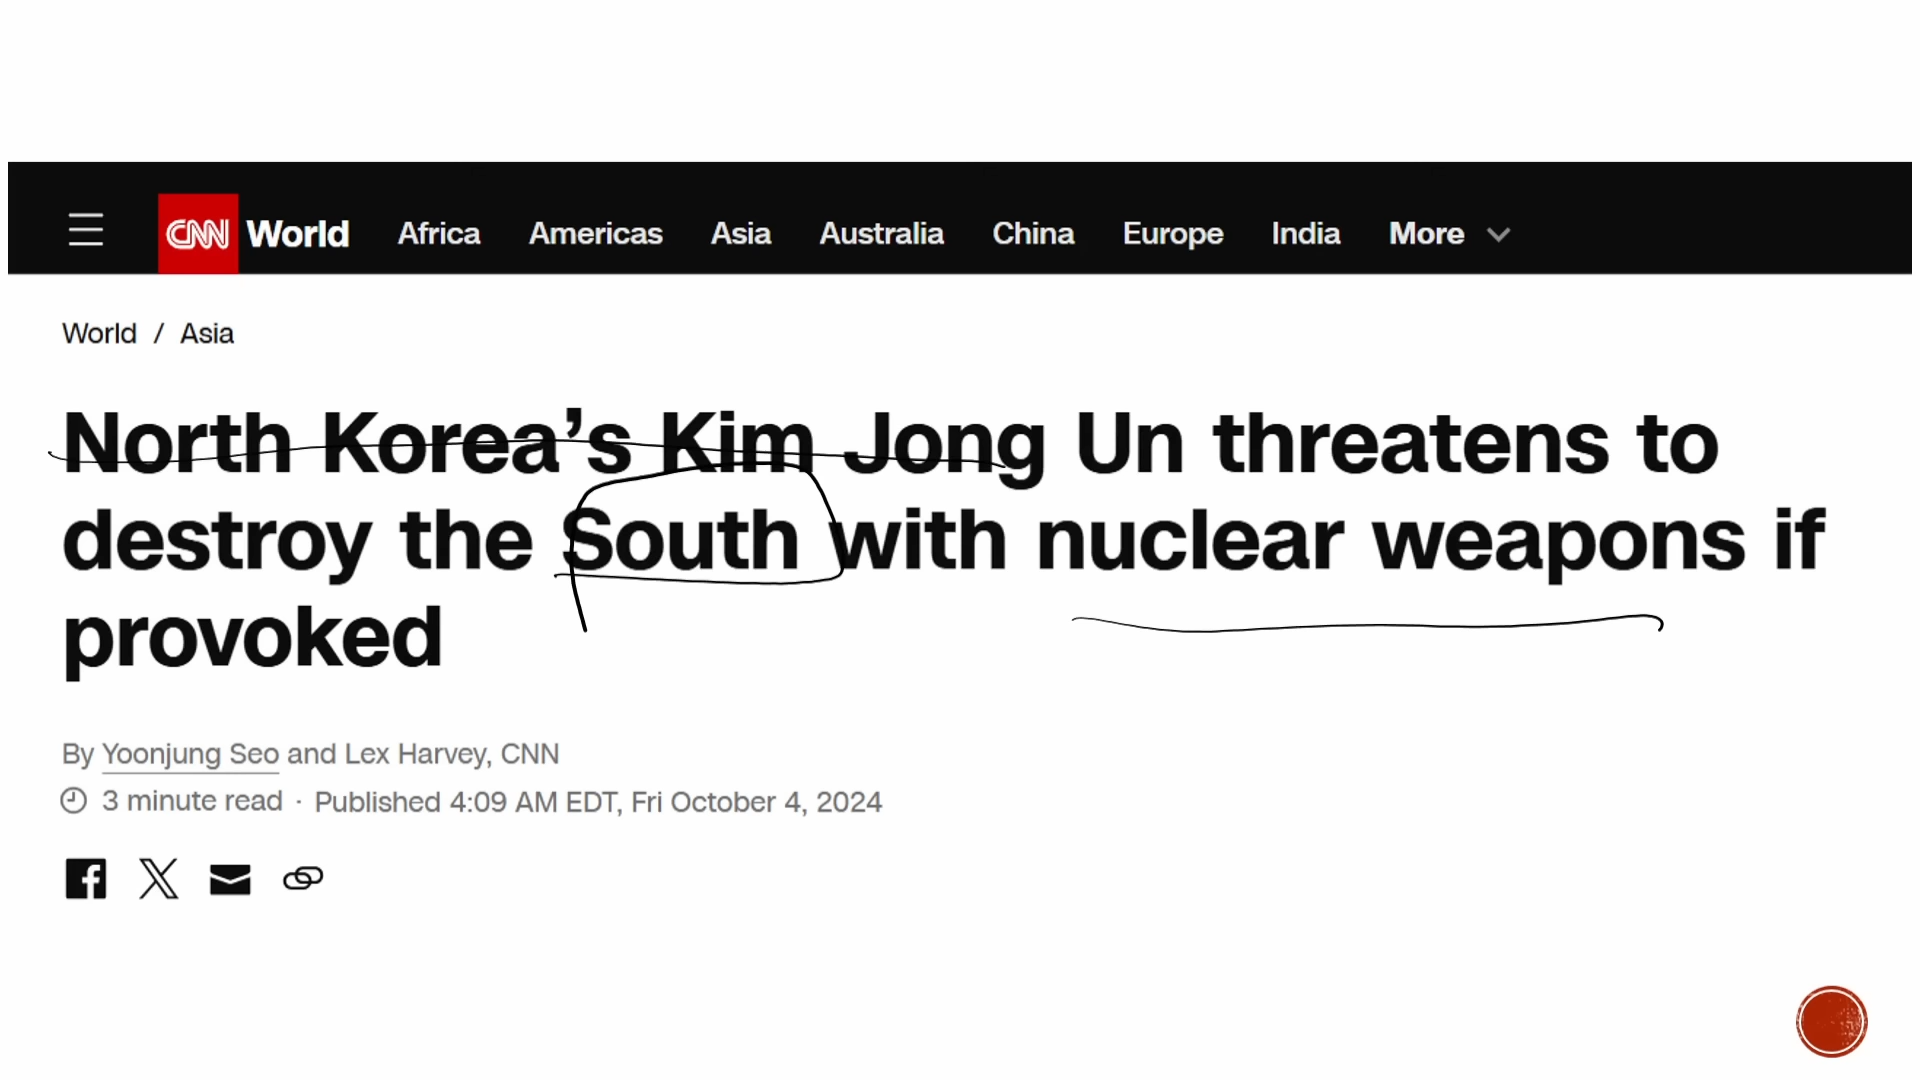 CNN World Africa Americas Asia Australia China Europe India More
World / Asia
North Korea’s Kim Jong Un threatens to
destroy the South with nuclear weapons if
provoked
By Yoonjung Seo and Lex Harvey, CNN
3 minute read · Published 4:09 AM EDT, Fri October 4, 2024